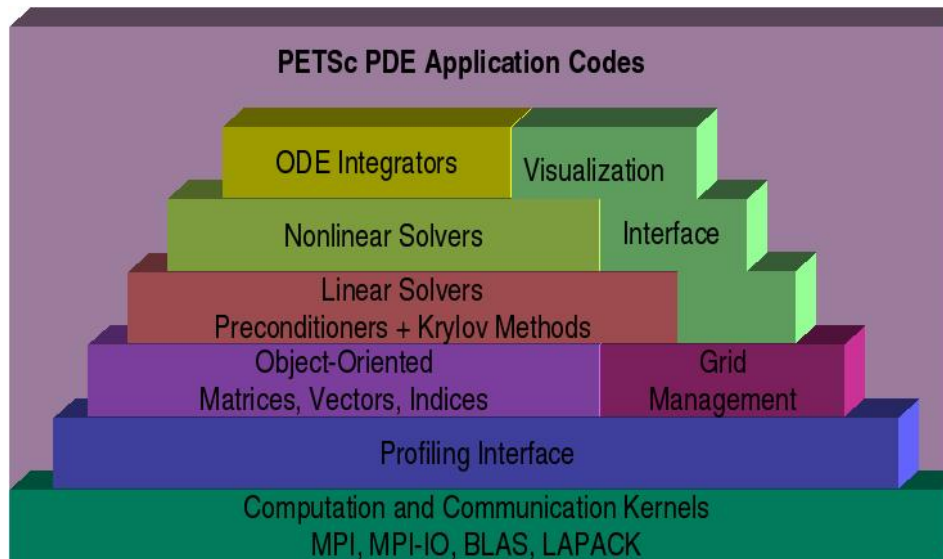 PETSc PDE Application Codes
ODE Integrators
Visualization
Nonlinear Solvers
Interface
Linear Solvers
Preconditioners + Krylov Methods
Object-Oriented
Matrices, Vectors, Indices
Grid
Management
Profiling Interface
Computation and Communication Kernels
MPI, MPI-IO, BLAS, LAPACK